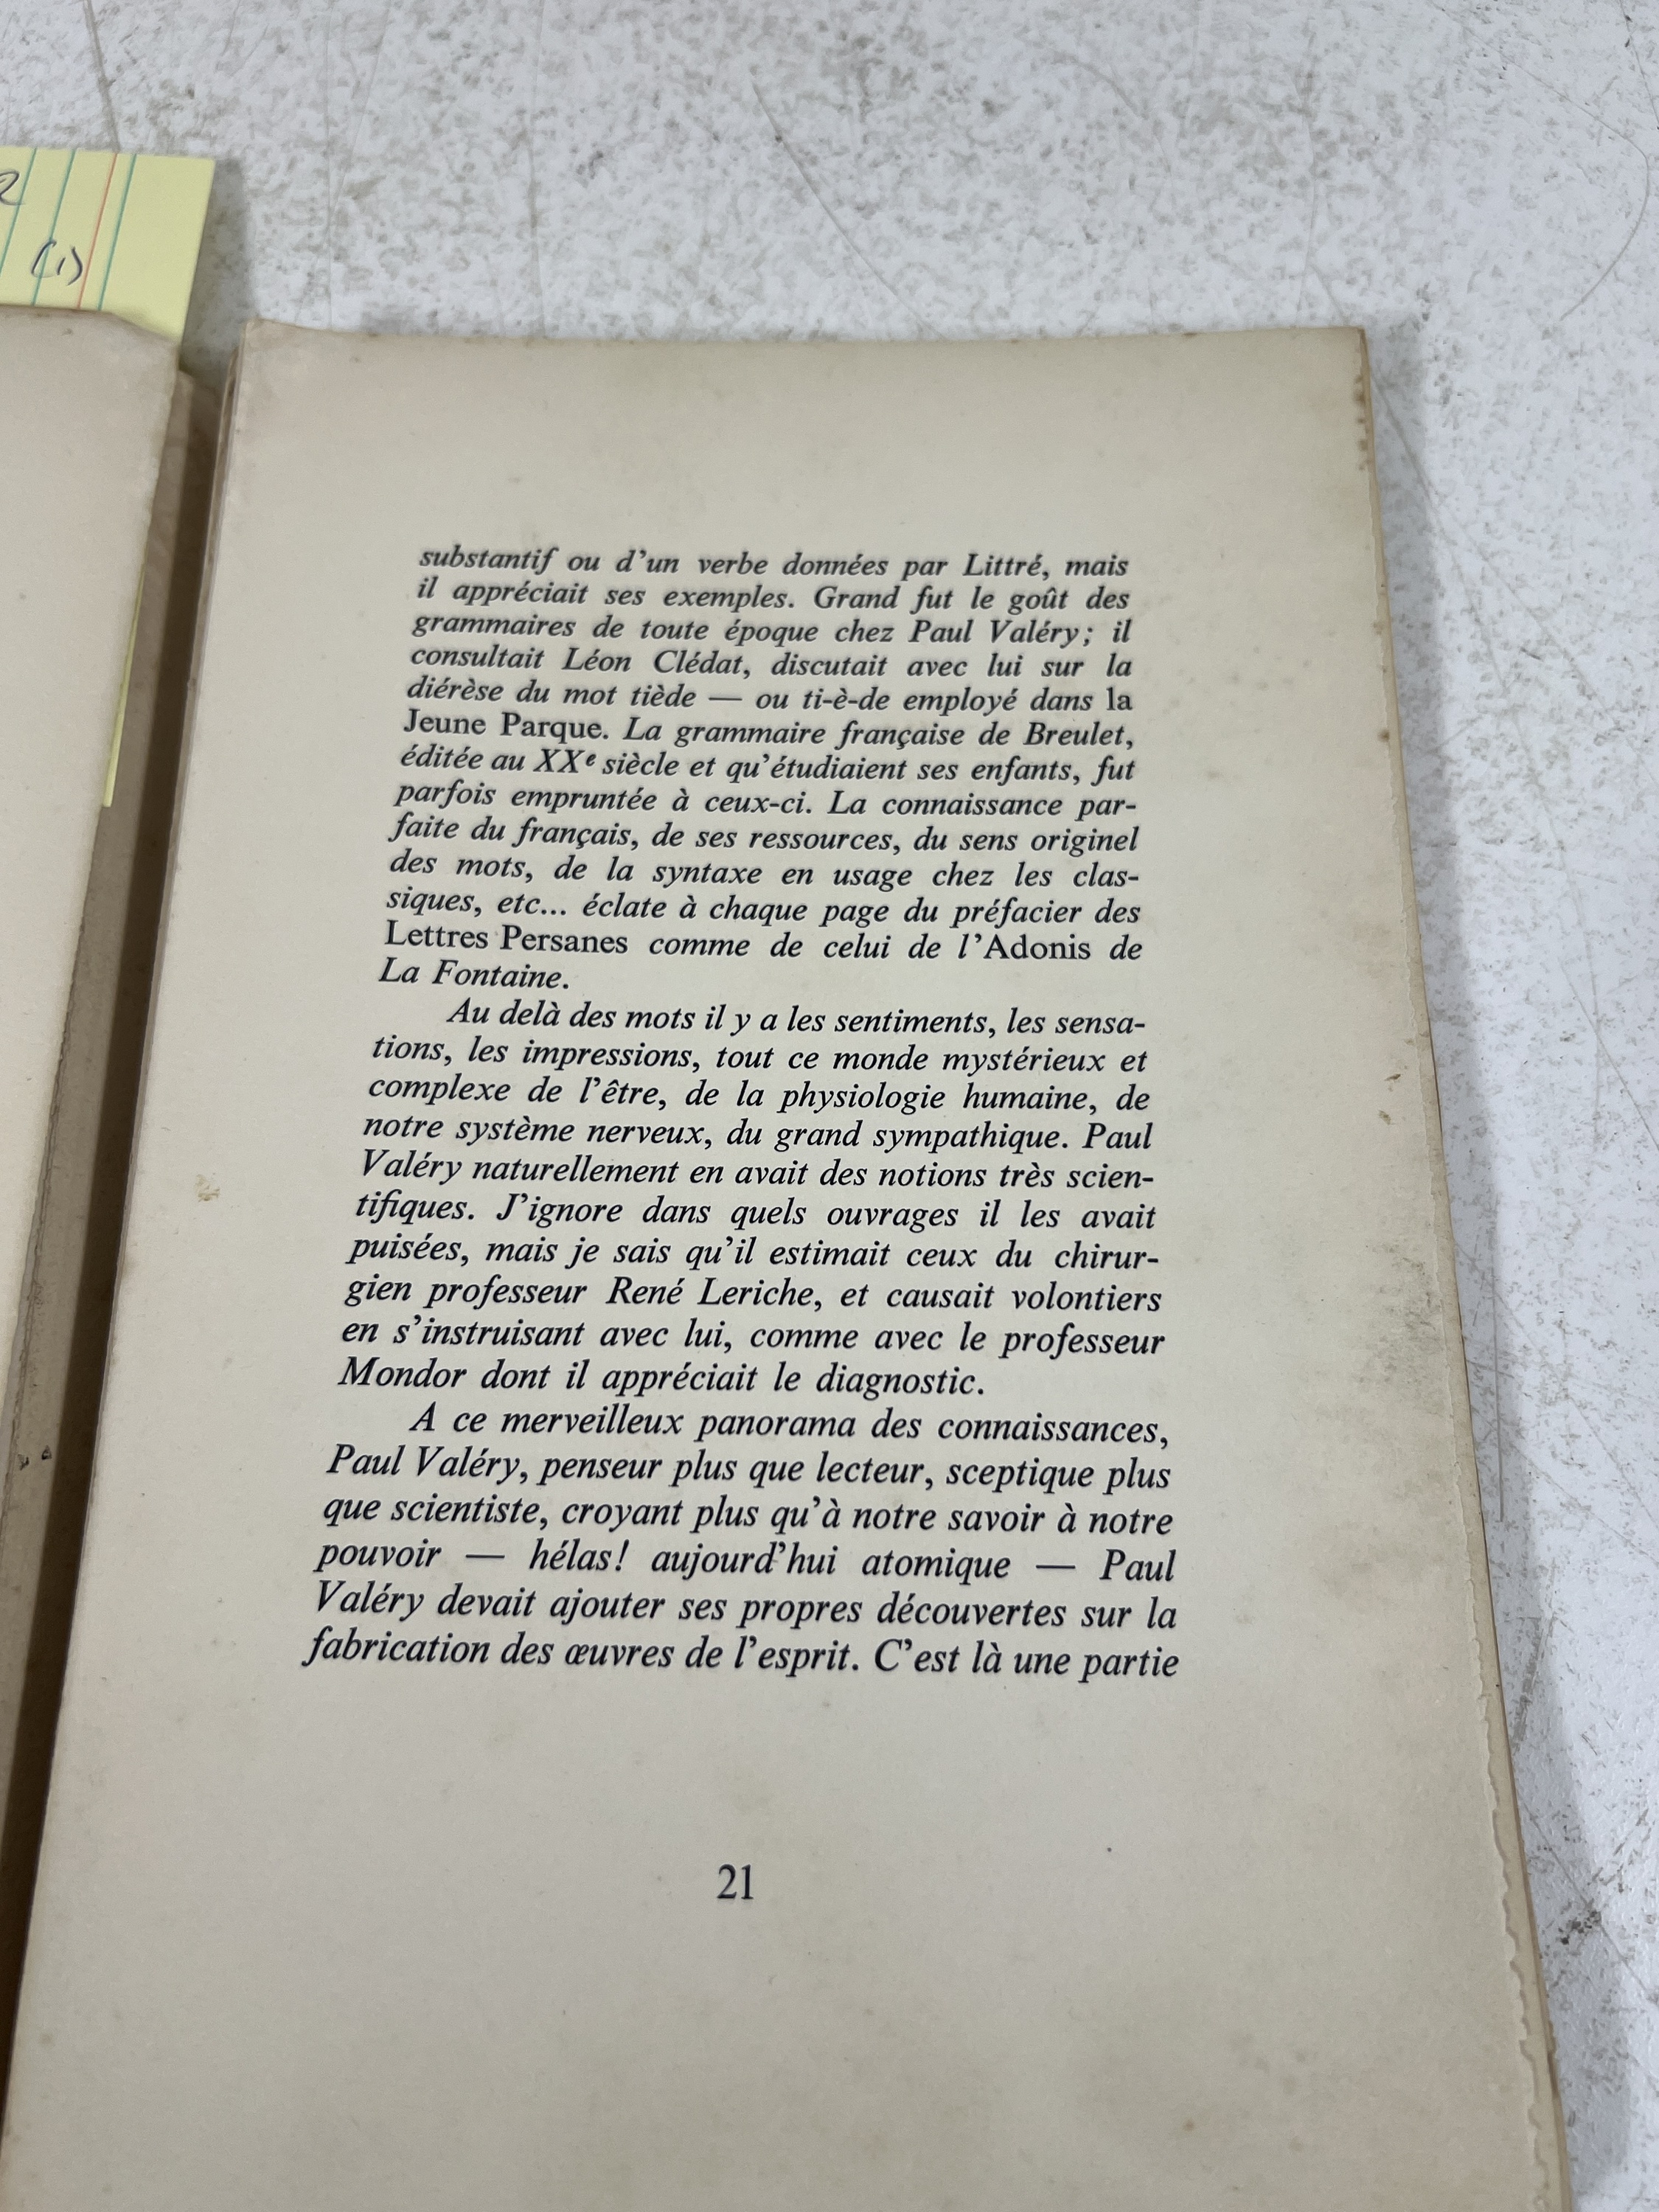 2
(1)
substantif ou d'un verbe données par Littré, mais
il appréciait ses exemples. Grand fut le goût des
grammaires de toute époque chez Paul Valéry; il
consultait Léon Clédat, discutait avec lui sur la
diérèse du mot tiède — ou ti-è-de employé dans la
Jeune Parque. La grammaire française de Breulet,
éditée au XXe siècle et qu'étudiaient ses enfants, fut
parfois empruntée à ceux-ci. La connaissance par-
faite du français, de ses ressources, du sens originel
des mots, de la syntaxe en usage chez les clas-
siques, etc... éclate à chaque page du préfacier des
Lettres Persanes comme de celui de l'Adonis de
La Fontaine.
Au delà des mots il y a les sentiments, les sensa-
tions, les impressions, tout ce monde mystérieux et
complexe de l'être, de la physiologie humaine, de
notre système nerveux, du grand sympathique. Paul
Valéry naturellement en avait des notions très scien-
tifiques. J'ignore dans quels ouvrages il les avait
puisées, mais je sais qu'il estimait ceux du chirur-
gien professeur René Leriche, et causait volontiers
en s'instruisant avec lui, comme avec le professeur
Mondor dont il appréciait le diagnostic.
A ce merveilleux panorama des connaissances,
Paul Valéry, penseur plus que lecteur, sceptique plus
que scientiste, croyant plus qu'à notre savoir à notre
pouvoir — hélas! aujourd'hui atomique — Paul
Valéry devait ajouter ses propres découvertes sur la
fabrication des œuvres de l'esprit. C'est là une partie
21